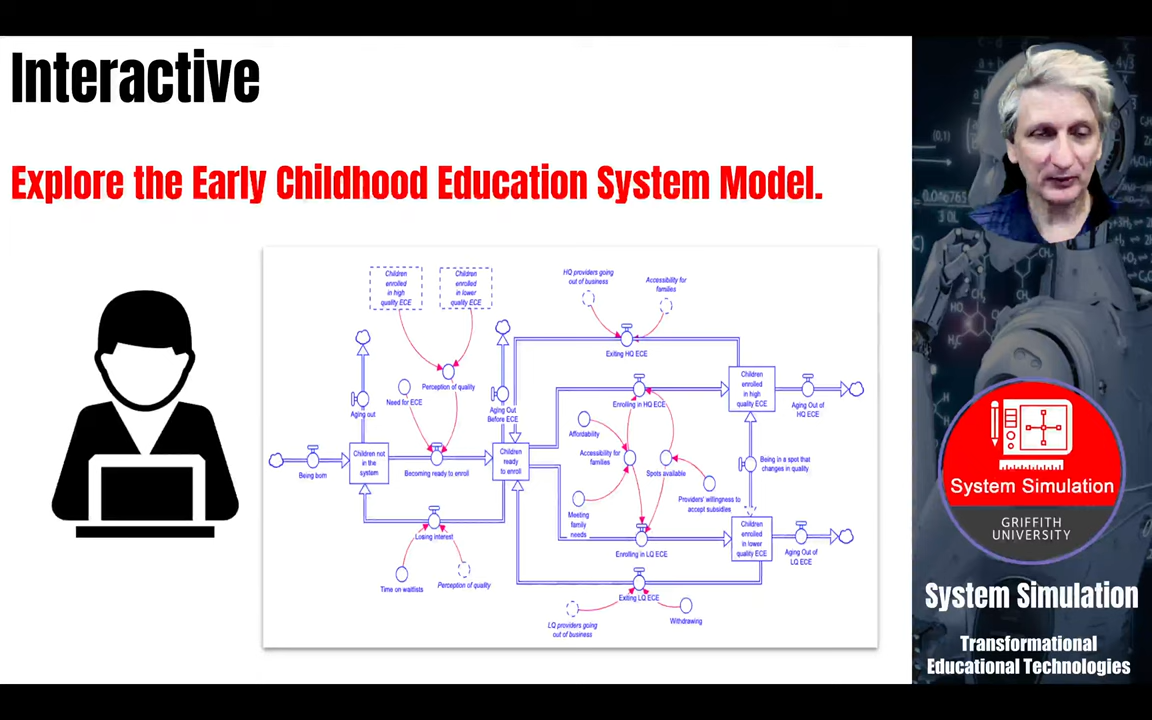 Interactive
Explore the Early Childhood Education System Model.
Children
enrolled
in high
quality ECE
Children
enrolled
in lower
quality ECE
HQ providers going
out of business
Accessibility for
families
Exiting HQ ECE
Perception of quality
Need for ECE
Aging out
Aging Out
Before ECE
Enrolling in HQ ECE
Children
enrolled
in high
quality ECE
Aging Out of
HQ ECE
Affordability
Accessibility for
families
Spots available
Being in a spot that
changes in quality
Being born
Children not
in the
system
Becoming ready to enroll
Children
ready
to enroll
Providers' willingness to
accept subsidies
Meeting
family
needs
Losing interest
Enrolling in LQ ECE
Children
enrolled
in lower
quality ECE
Aging Out of
LQ ECE
Time on waitlists
Perception of quality
Exiting LQ ECE
LQ providers going
out of business
Withdrawing
System Simulation
GRIFFITH
UNIVERSITY
System Simulation
Transformational
Educational Technologies